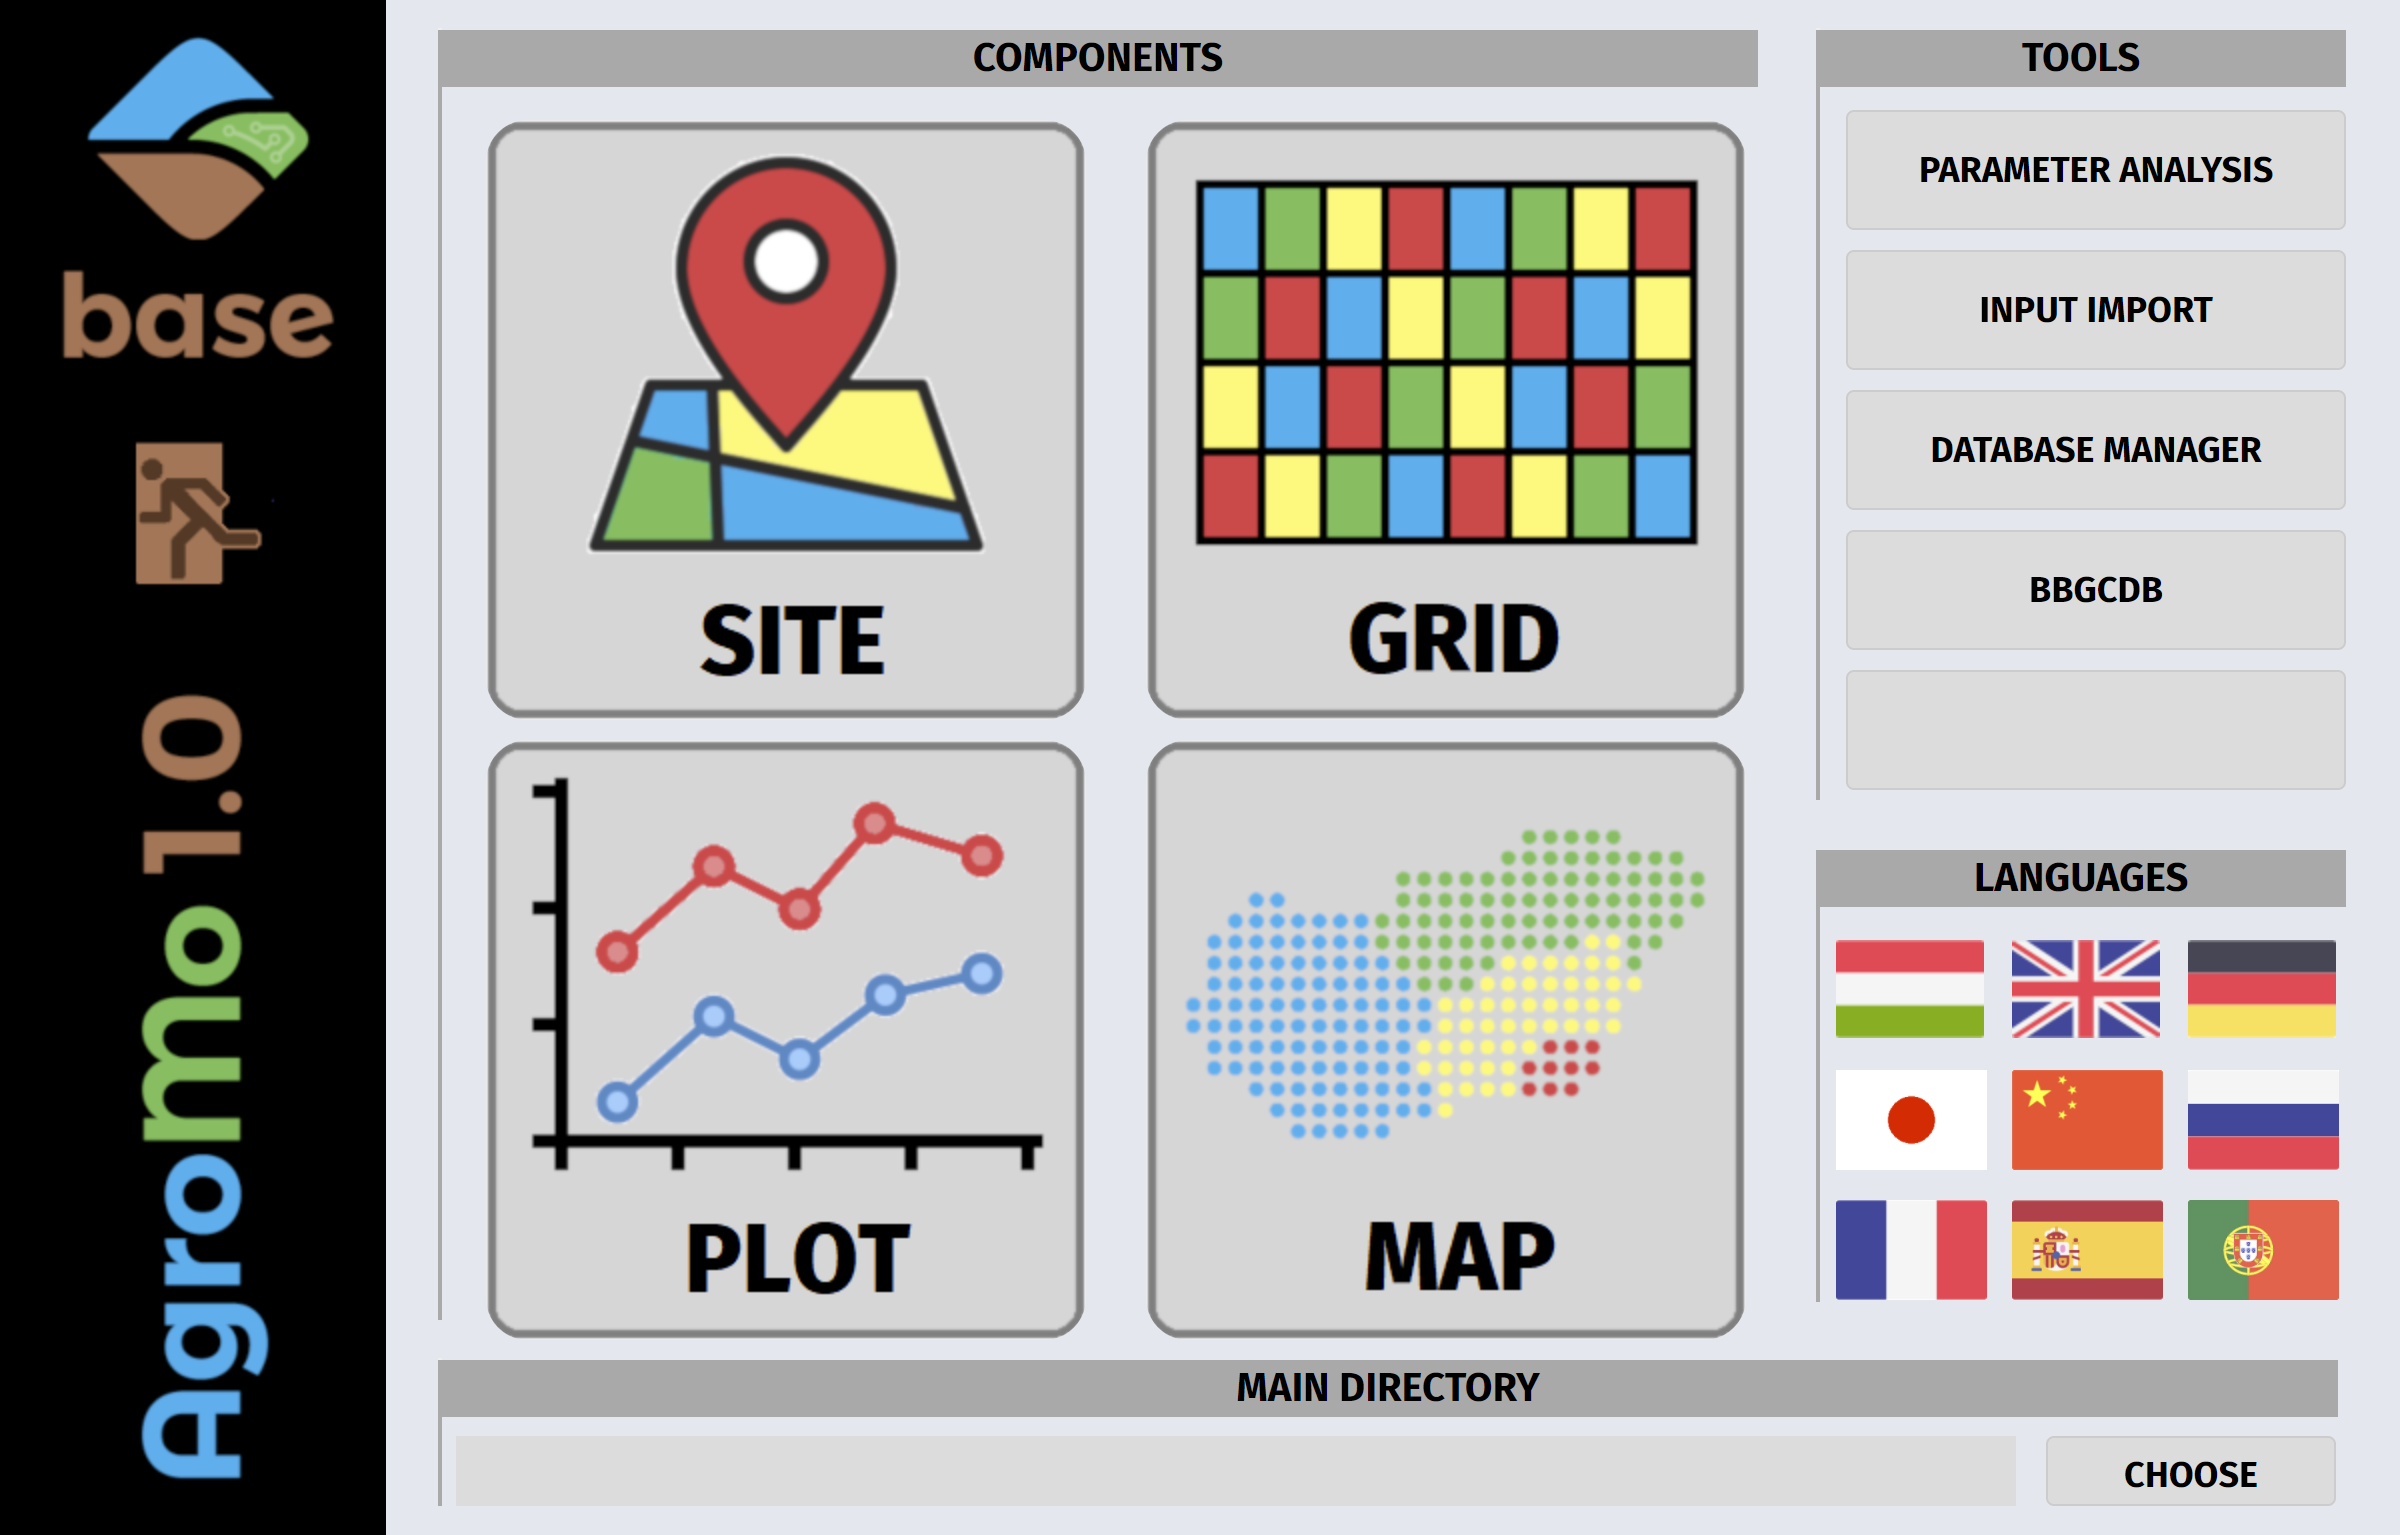 base
AgroMo 1.0
COMPONENTS
SITE
GRID
PLOT
MAP
TOOLS
PARAMETER ANALYSIS
INPUT IMPORT
DATABASE MANAGER
BBGCDB
LANGUAGES
MAIN DIRECTORY
CHOOSE